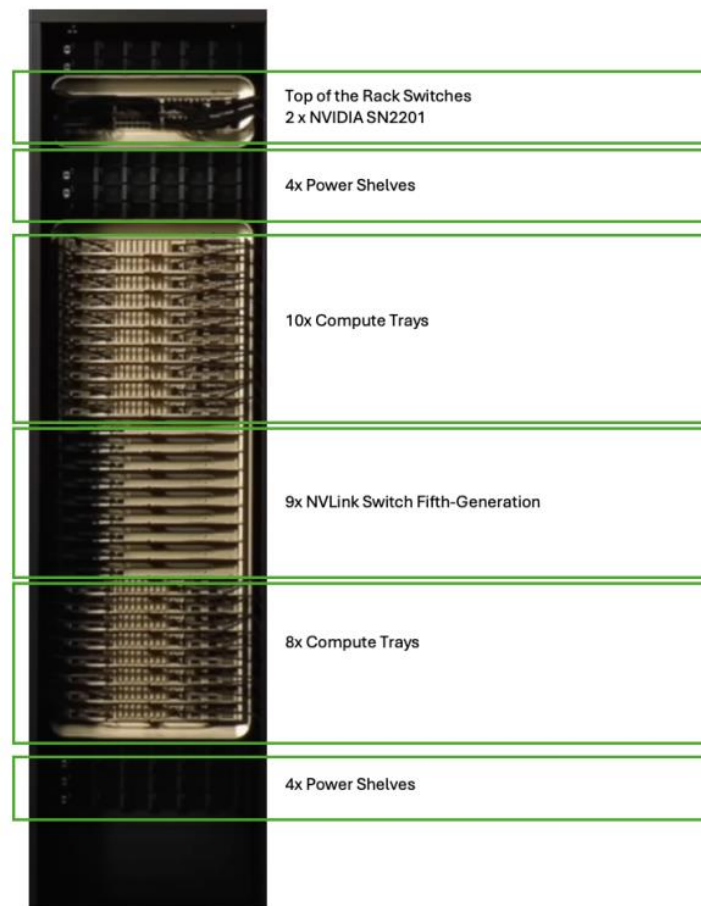 Top of the Rack Switches
2 x NVIDIA SN2201
4x Power Shelves
10x Compute Trays
9x NVLink Switch Fifth-Generation
8x Compute Trays
4x Power Shelves